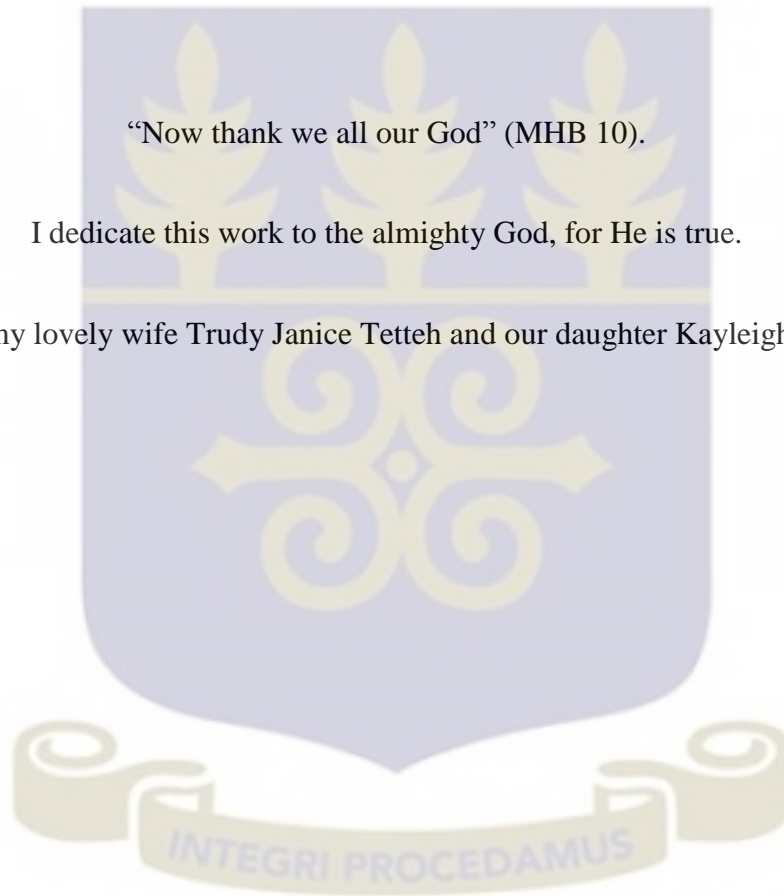 “Now thank we all our God” (MHB 10).
I dedicate this work to the almighty God, for He is true.
my lovely wife Trudy Janice Tetteh and our daughter Kayleigh
INTEGRI PROCEDAMUS